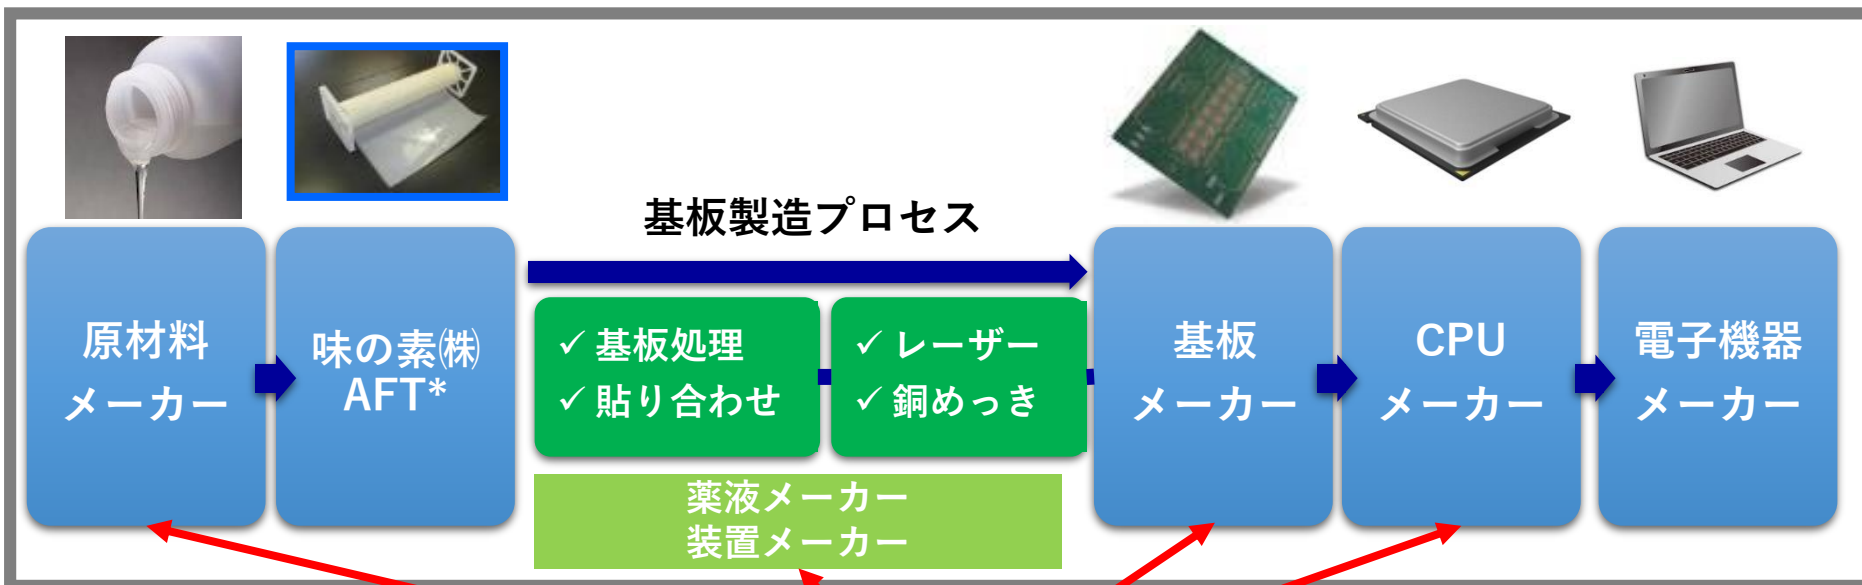 基板製造プロセス
原材料
メーカー
味の素㈱
AFT*
✓ 基板処理
✓ 貼り合わせ
✓ レーザー
✓ 銅めっき
薬液メーカー
装置メーカー
基板
メーカー
CPU
メーカー
電子機器
メーカー